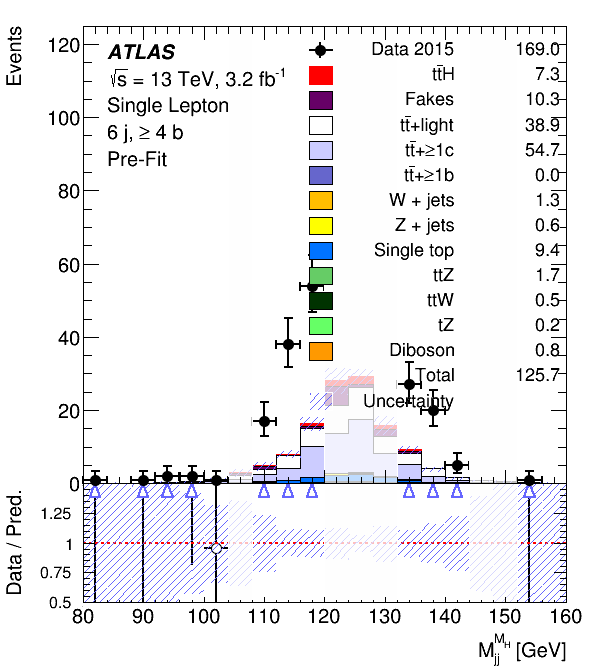 Events
120
100
80
60
40
20
0
ATLAS
√s = 13 TeV, 3.2 fb⁻¹
Single Lepton
6 j, ≥ 4 b
Pre-Fit
Data 2015 169.0
tt̄H 7.3
Fakes 10.3
tt̄+light 38.9
tt̄+≥1c 54.7
tt̄+≥1b 0.0
W + jets 1.3
Z + jets 0.6
Single top 9.4
ttZ 1.7
ttW 0.5
tZ 0.2
Diboson 0.8
Total 125.7
Uncertainty
Data / Pred.
1.25
1
0.75
0.5
80 90 100 110 120 130 140 150 160
M_jj^M_H [GeV]